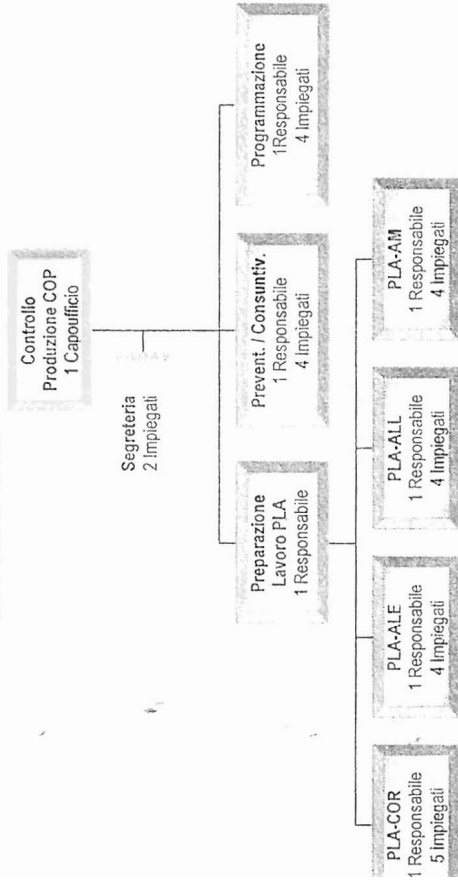 Controllo
Produzione COP
1 Capoufficio
Segreteria
2 Impiegati
Preparazione
Lavoro PLA
1 Responsabile
Prevent. / Consuntiv.
1 Responsabile
4 Impiegati
Programmazione
1Responsabile
4 Impiegati
PLA-COR
1 Responsabile
5 Impiegati
PLA-ALE
1 Responsabile
4 Impiegati
PLA-ALL
1 Responsabile
4 Impiegati
PLA-AM
1 Responsabile
4 Impiegati